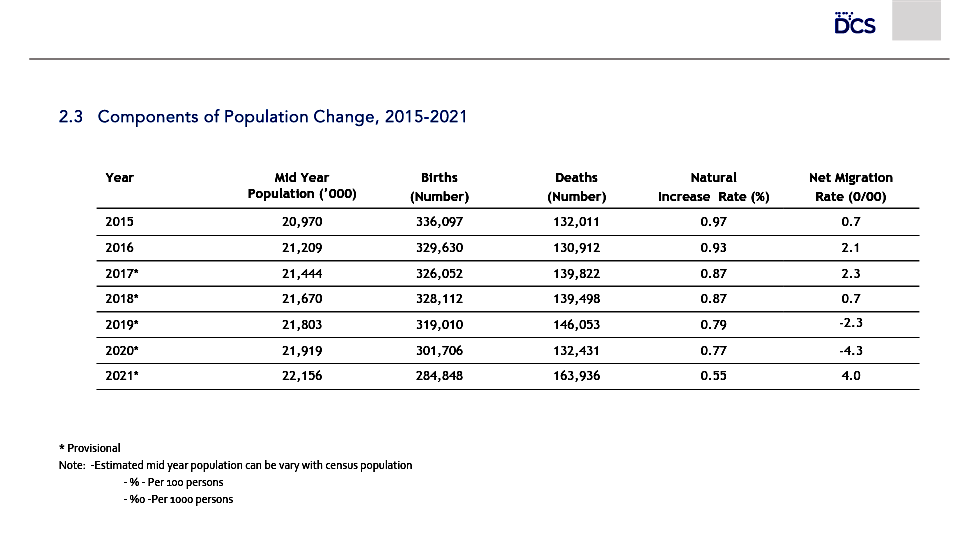 DCS
2.3 Components of Population Change, 2015-2021
Year Mid Year Population ('000) Births (Number) Deaths (Number) Natural Increase Rate (%) Net Migration Rate (0/00)
2015 20,970 336,097 132,011 0.97 0.7
2016 21,209 329,630 130,912 0.93 2.1
2017* 21,444 326,052 139,822 0.87 2.3
2018* 21,670 328,112 139,498 0.87 0.7
2019* 21,803 319,010 146,053 0.79 -2.3
2020* 21,919 301,706 132,431 0.77 -4.3
2021* 22,156 284,848 163,936 0.55 4.0
* Provisional
Note: -Estimated mid year population can be vary with census population
- % - Per 100 persons
- %0 -Per 1000 persons